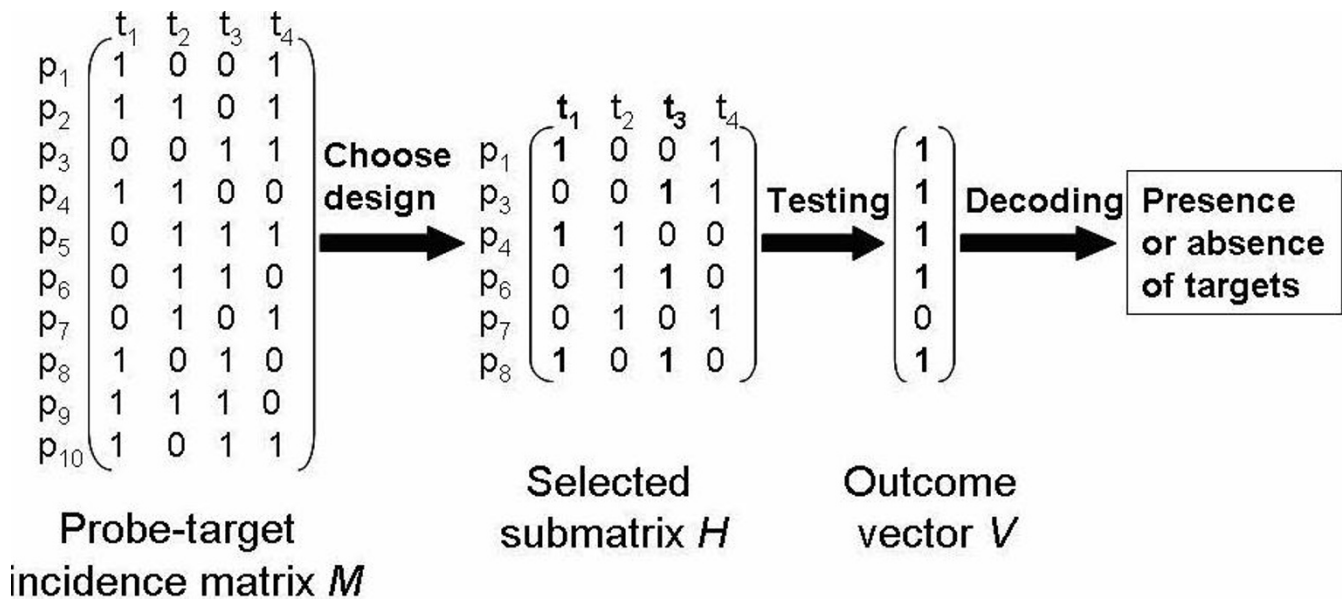 t1 t2 t3 t4
p1 1 0 0 1
p2 1 1 0 1
p3 0 0 1 1
p4 1 1 0 0
p5 0 1 1 1
p6 0 1 1 0
p7 0 1 0 1
p8 1 0 1 0
p9 1 1 1 0
p10 1 0 1 1
Probe-target
incidence matrix M
Choose
design
t1 t2 t3 t4
p1 1 0 0 1
p3 0 0 1 1
p4 1 1 0 0
p6 0 1 1 0
p7 0 1 0 1
p8 1 0 1 0
Selected
submatrix H
Testing
1
1
1
1
0
1
Outcome
vector V
Decoding
Presence
or absence
of targets